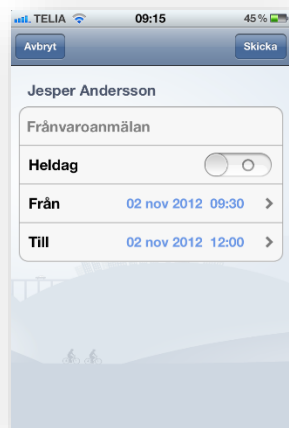 TELIA 09:15 45 %
Avbryt Skicka
Jesper Andersson
Frånvaroanmälan
Heldag
Från 02 nov 2012 09:30
Till 02 nov 2012 12:00